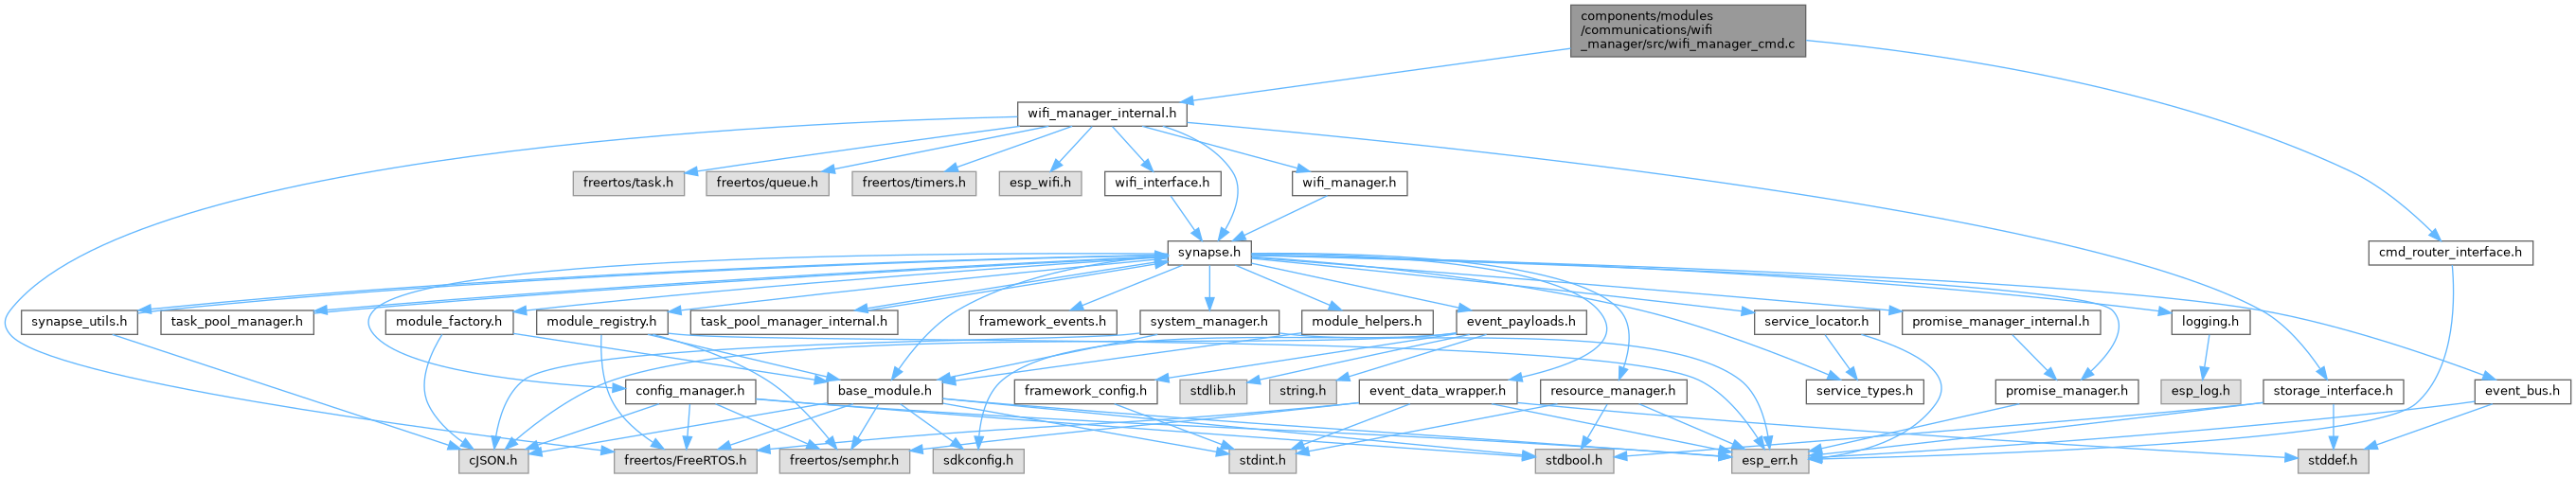 components/modules
/communications/wifi
_manager/src/wifi_manager_cmd.c
wifi_manager_internal.h
freertos/task.h
freertos/queue.h
freertos/timers.h
esp_wifi.h
wifi_interface.h
wifi_manager.h
synapse.h
cmd_router_interface.h
synapse_utils.h
task_pool_manager.h
module_factory.h
module_registry.h
task_pool_manager_internal.h
framework_events.h
system_manager.h
module_helpers.h
event_payloads.h
service_locator.h
promise_manager_internal.h
logging.h
config_manager.h
base_module.h
framework_config.h
stdlib.h
string.h
event_data_wrapper.h
resource_manager.h
service_types.h
promise_manager.h
esp_log.h
storage_interface.h
event_bus.h
cJSON.h
freertos/FreeRTOS.h
freertos/semphr.h
sdkconfig.h
stdint.h
stdbool.h
esp_err.h
stddef.h